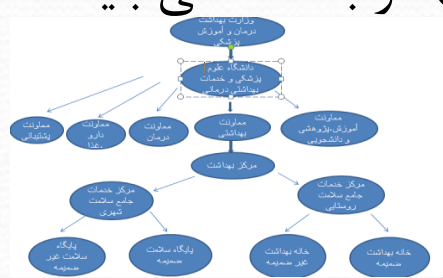 وزارت بهداشت
درمان و آموزش
پزشکی
دانشگاه علوم
پزشکی و خدمات
بهداشتی درمانی
معاونت
آموزش،پژوهشی
و دانشجویی
معاونت
بهداشتی
معاونت
درمان
معاونت
دارو
غذا،
معاونت
پشتیبانی
مرکز بهداشت
مرکز خدمات
جامع سلامت
روستایی
مرکز خدمات
جامع سلامت
شهری
خانه بهداشت
ضمیمه
خانه بهداشت
غیر ضمیمه
پایگاه سلامت
ضمیمه
پایگاه
سلامت غیر
ضمیمه